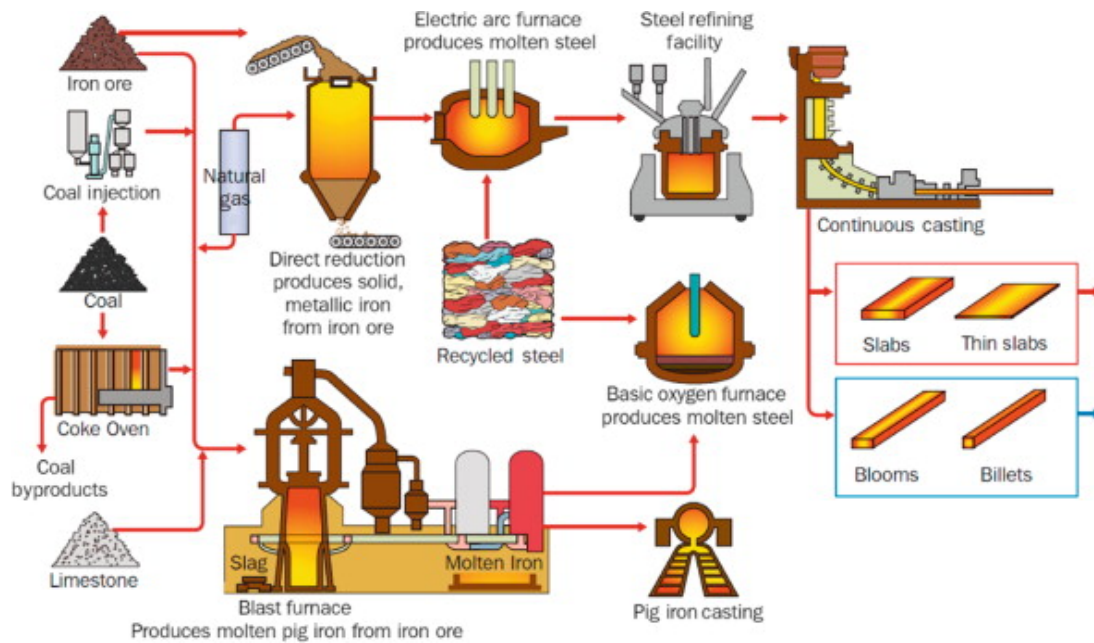 Iron ore
Coal injection
Coal
Coke Oven
Coal
byproducts
Limestone
Natural
gas
Direct reduction
produces solid,
metallic iron
from iron ore
Electric arc furnace
produces molten steel
Steel refining
facility
Continuous casting
Recycled steel
Basic oxygen furnace
produces molten steel
Slabs
Thin slabs
Blooms
Billets
Slag
Molten Iron
Blast furnace
Produces molten pig iron from iron ore
Pig iron casting